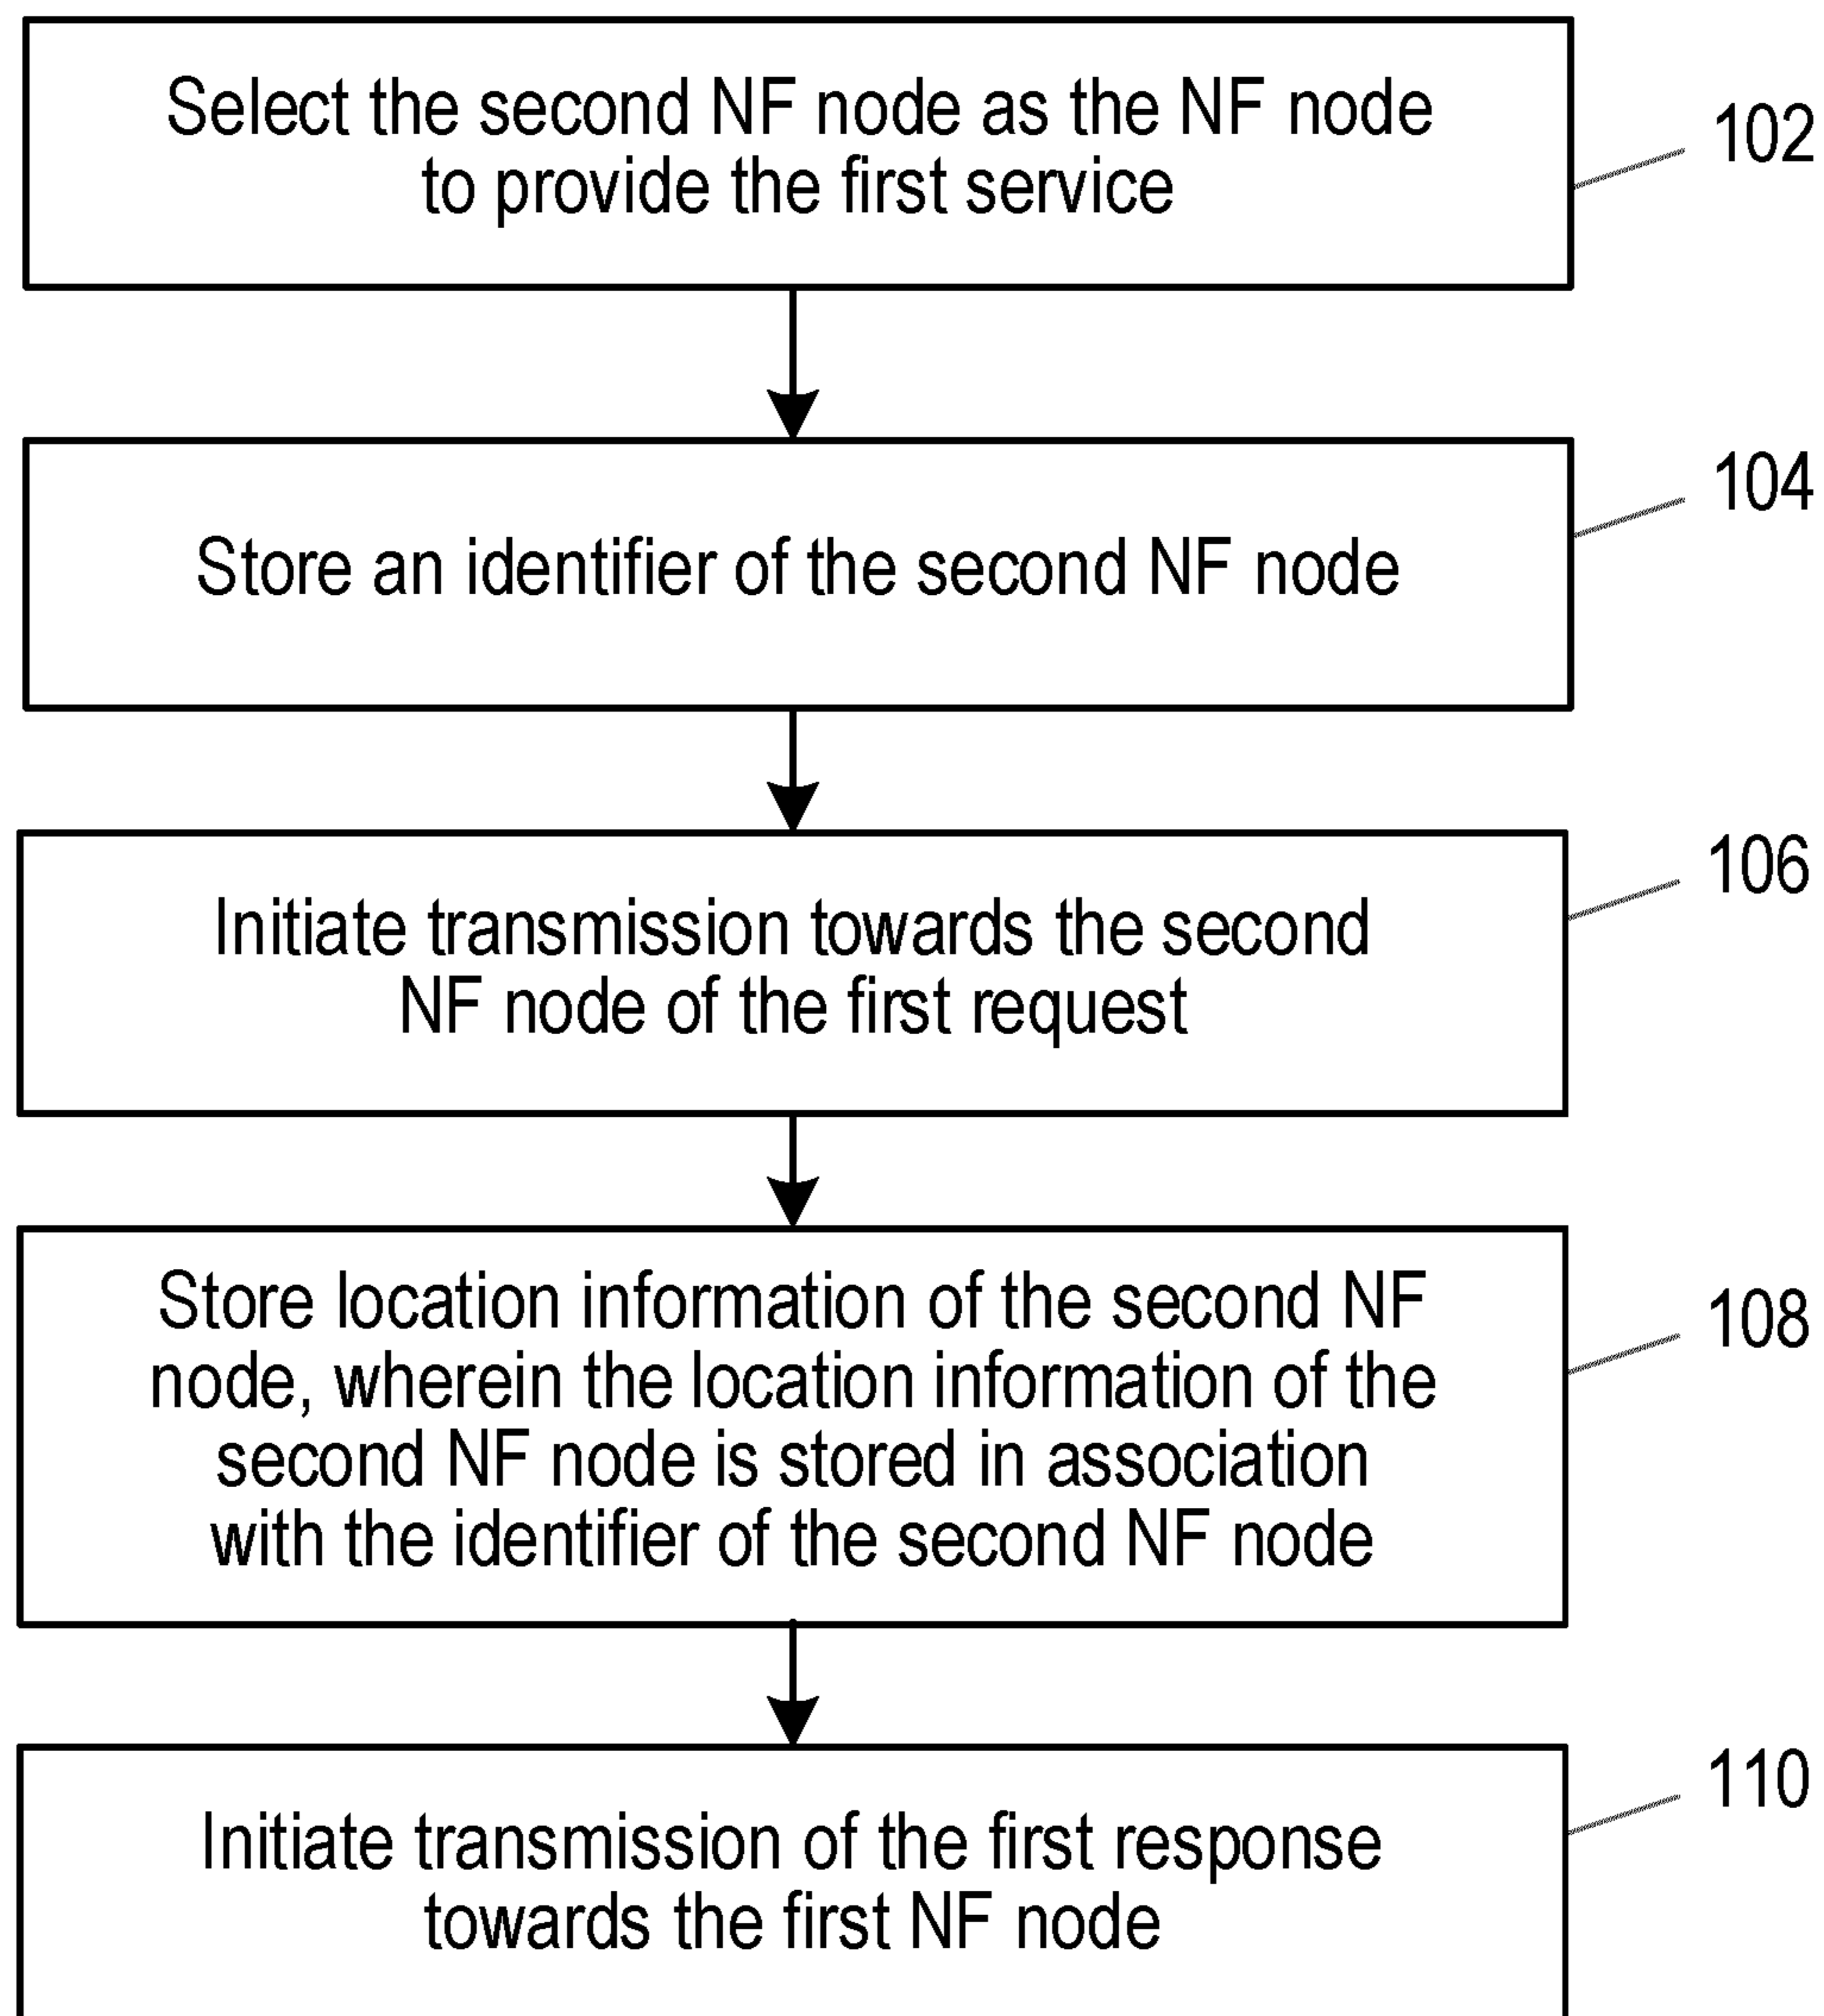 Select the second NF node as the NF node
to provide the first service
102
Store an identifier of the second NF node
104
Initiate transmission towards the second
NF node of the first request
106
Store location information of the second NF
node, wherein the location information of the
second NF node is stored in association
with the identifier of the second NF node
108
Initiate transmission of the first response
towards the first NF node
110